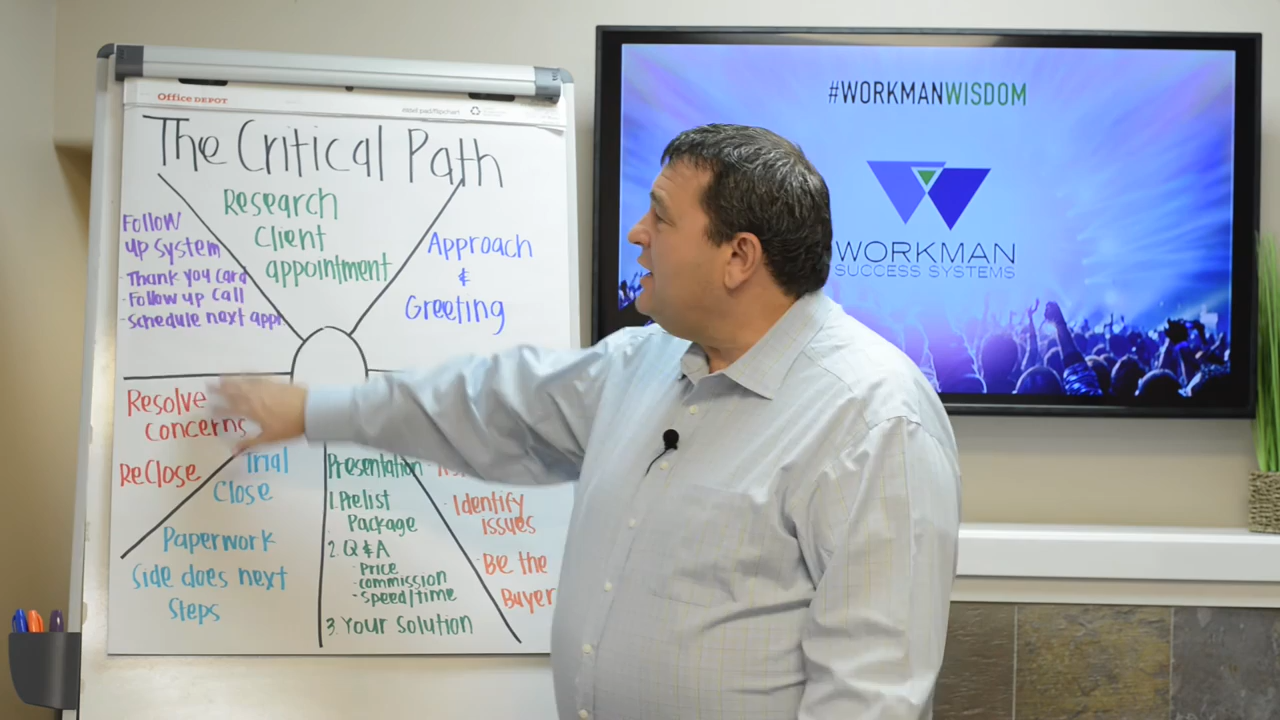 Office DEPOT
The Critical Path
Research
Client
appointment
Approach
&
Greeting
Follow
up system
· Thank you card
· Follow up Call
· Schedule next appt.
Resolve
concerns
ReClose
Trial
Close
Paperwork
Side does next
steps
Presentation
1. Prelist
Package
2. Q & A
- Price
- commission
- speed/time
3. Your Solution
- Identify
issues
- Be the
Buyer
#WORKMANWISDOM
WORKMAN
SUCCESS SYSTEMS